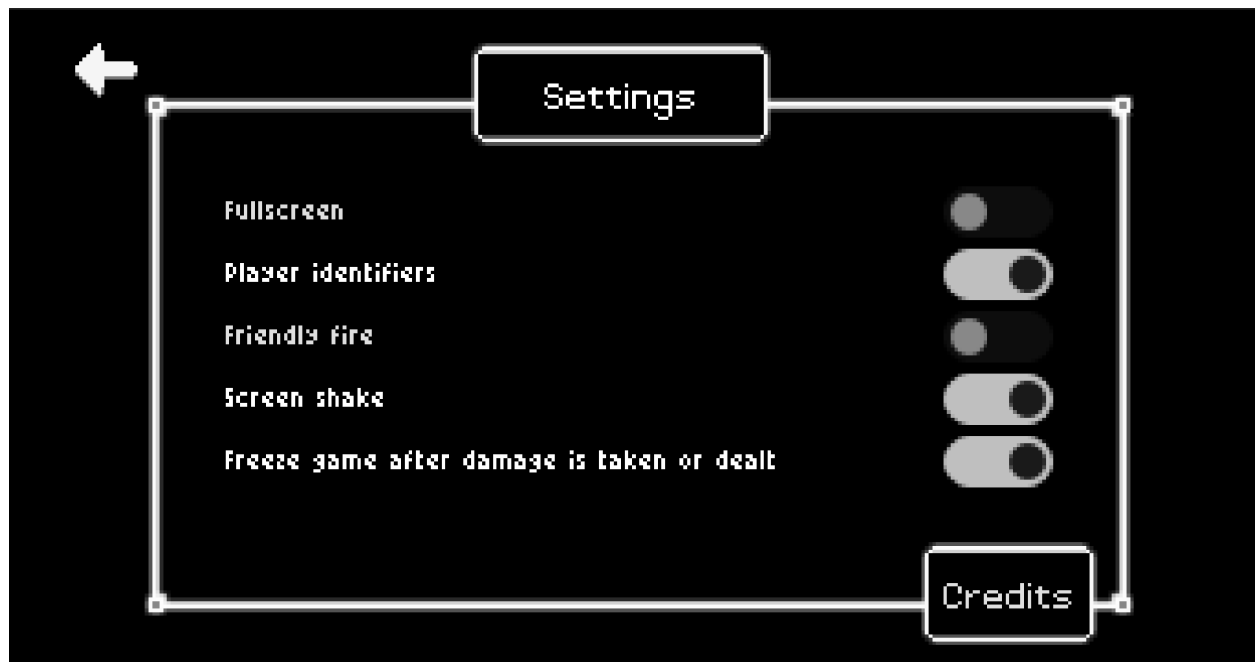 Settings
Fullscreen
Player identifiers
Friendly fire
Screen shake
Freeze game after damage is taken or dealt
Credits